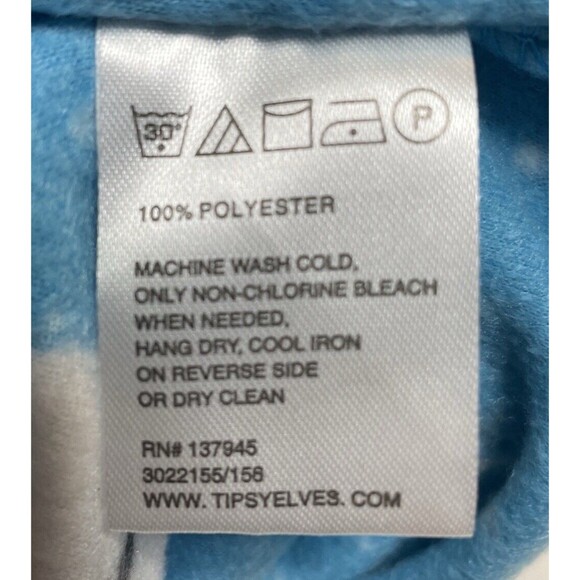 30°
P
100% POLYESTER
MACHINE WASH COLD,
ONLY NON-CHLORINE BLEACH
WHEN NEEDED,
HANG DRY, COOL IRON
ON REVERSE SIDE
OR DRY CLEAN
RN# 137945
3022155/156
WWW. TIPSYELVES. COM